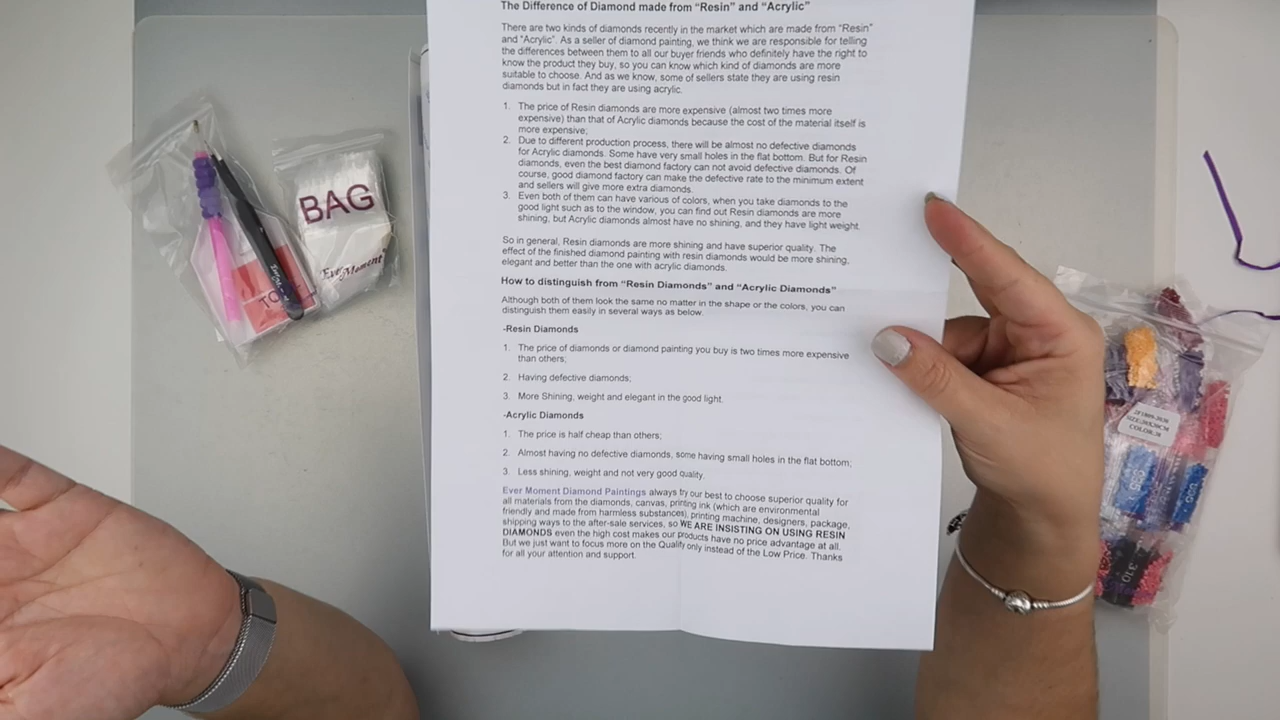 The Difference of Diamond made from “Resin” and “Acrylic”
There are two kinds of diamonds recently in the market which are made from “Resin”
and “Acrylic”. As a seller of diamond painting, we think we are responsible for telling
the differences between them to all our buyer friends who definitely have the right to
know the product they buy, so you can know which kind of diamonds are more
suitable to choose. And as we know, some of sellers state they are using resin
diamonds but in fact they are using acrylic.
1. The price of Resin diamonds are more expensive (almost two times more
expensive) than that of Acrylic diamonds because the cost of the material itself is
more expensive;
2. Due to different production process, there will be almost no defective diamonds
for Acrylic diamonds. Some have very small holes in the flat bottom. But for Resin
diamonds, even the best diamond factory can not avoid defective diamonds. Of
course, good diamond factory can make the defective rate to the minimum extent
and sellers will give more extra diamonds.
3. Even both of them can have various of colors, when you take diamonds to the
good light such as to the window, you can find out Resin diamonds are more
shining, but Acrylic diamonds almost have no shining, and they have light weight.
So in general, Resin diamonds are more shining and have superior quality. The
effect of the finished diamond painting with resin diamonds would be more shining,
elegant and better than the one with acrylic diamonds.
How to distinguish from “Resin Diamonds” and “Acrylic Diamonds”
Although both of them look the same no matter in the shape or the colors, you can
distinguish them easily in several ways as below.
-Resin Diamonds
1. The price of diamonds or diamond painting you buy is two times more expensive
than others;
2. Having defective diamonds;
3. More Shining, weight and elegant in the good light.
-Acrylic Diamonds
1. The price is half cheap than others;
2. Almost having no defective diamonds, some having small holes in the flat bottom;
3. Less shining, weight and not very good quality.
Ever Moment Diamond Paintings always try our best to choose superior quality for
all materials from the diamonds, canvas, printing ink (which are environmental
friendly and made from harmless substances), printing machine, designers, package,
shipping ways to the after-sale services, so WE ARE INSISTING ON USING RESIN
DIAMONDS even the high cost makes our products have no price advantage at all.
But we just want to focus more on the Quality only instead of the Low Price. Thanks
for all your attention and support.
BAG
Ever Moment
310